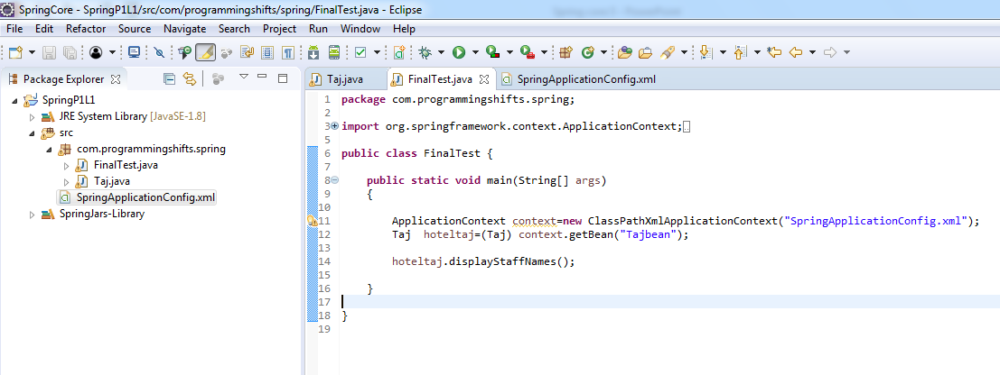 SpringCore - Refactor - SpringP1L1/src/com/programmingshifts/spring/FinalTest.java - Eclipse
File Edit Refactor Source Navigate Search Project Run Window Help
Package Explorer
SpringP1L1
JRE System Library [JavaSE-1.8]
src
com.programmingshifts.spring
FinalTest.java
Taj.java
SpringApplicationConfig.xml
SpringJars-Library
Taj.java FinalTest.java SpringApplicationConfig.xml
1 package com.programmingshifts.spring;
2
3 import org.springframework.context.ApplicationContext;
5
6 public class FinalTest {
7
8 public static void main(String[] args)
9 {
10
11 ApplicationContext context=new ClassPathXmlApplicationContext("SpringApplicationConfig.xml");
12 Taj hoteltaj=(Taj) context.getBean("Tajbean");
13
14 hoteltaj.displayStaffNames();
15
16 }
17
18 }
19